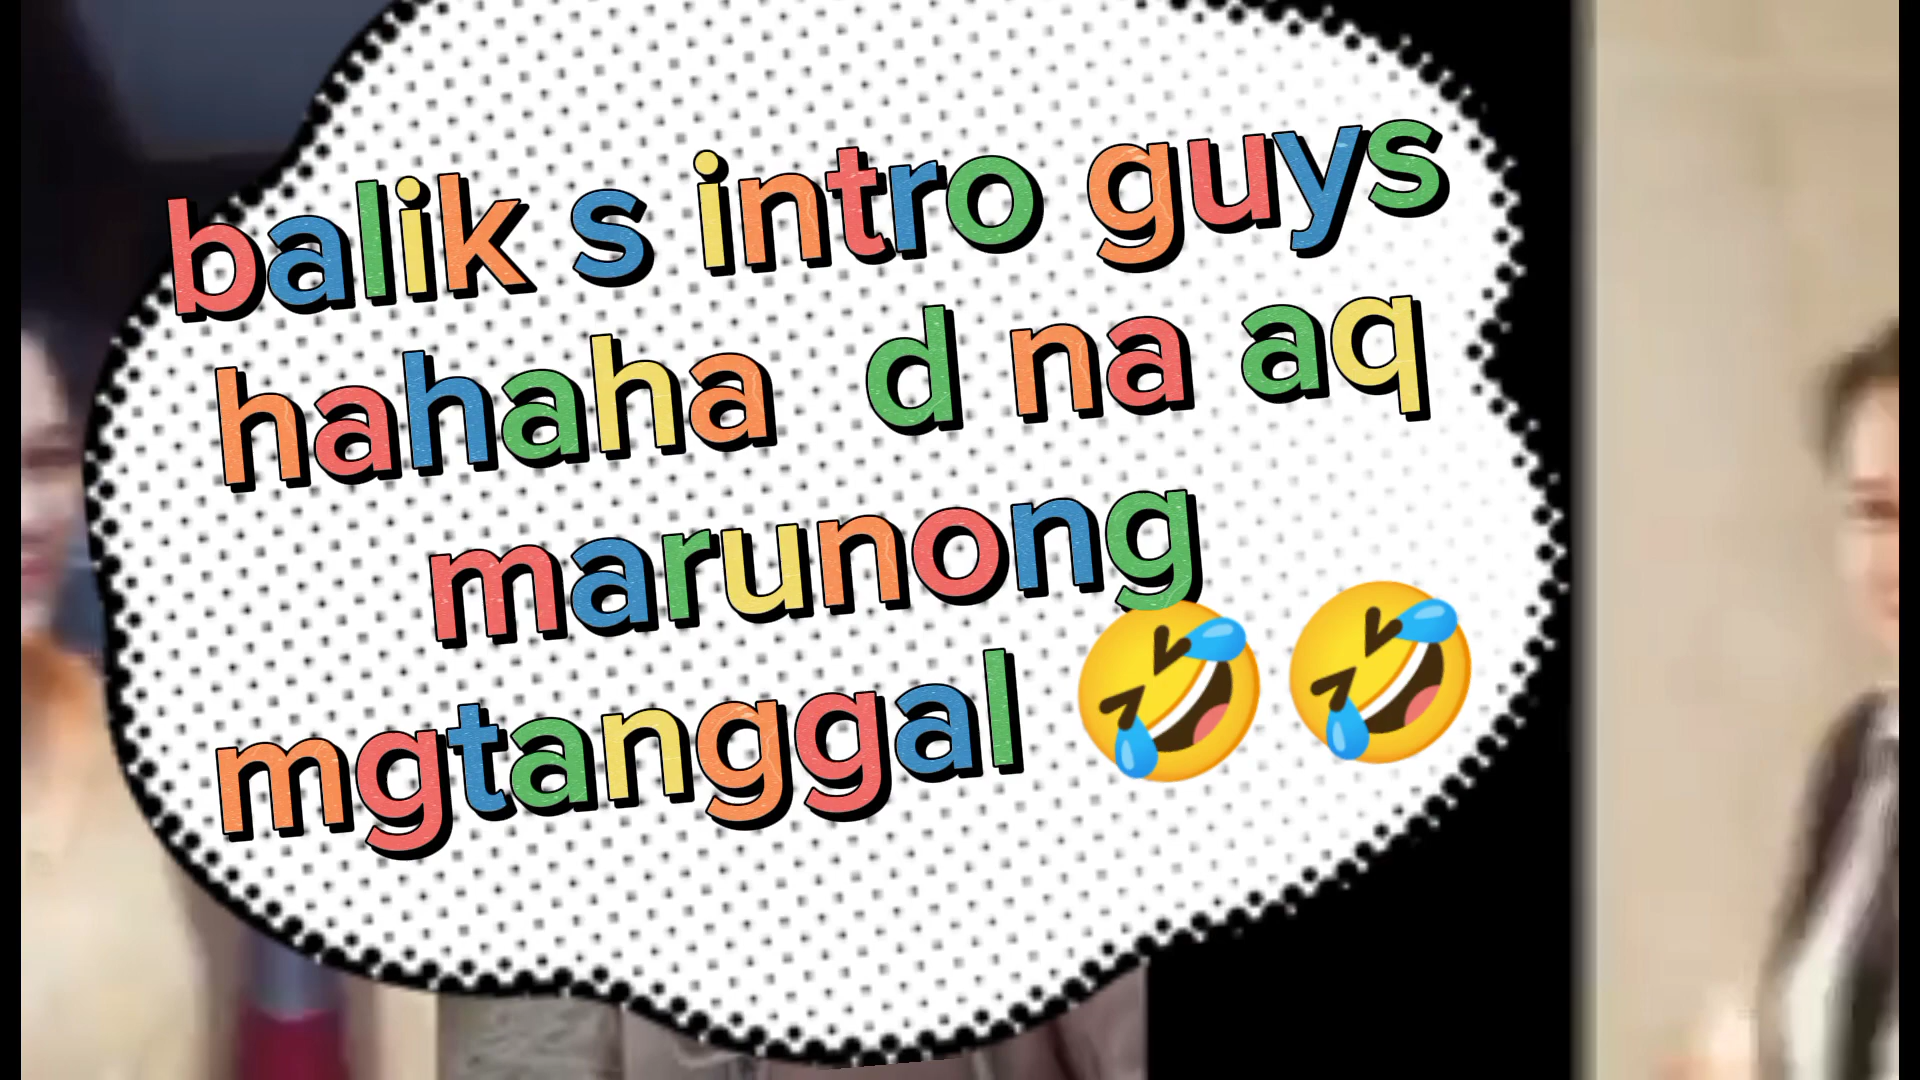 balik s intro guys
hahaha  d na aq
marunong
mgtanggal 🤣 🤣